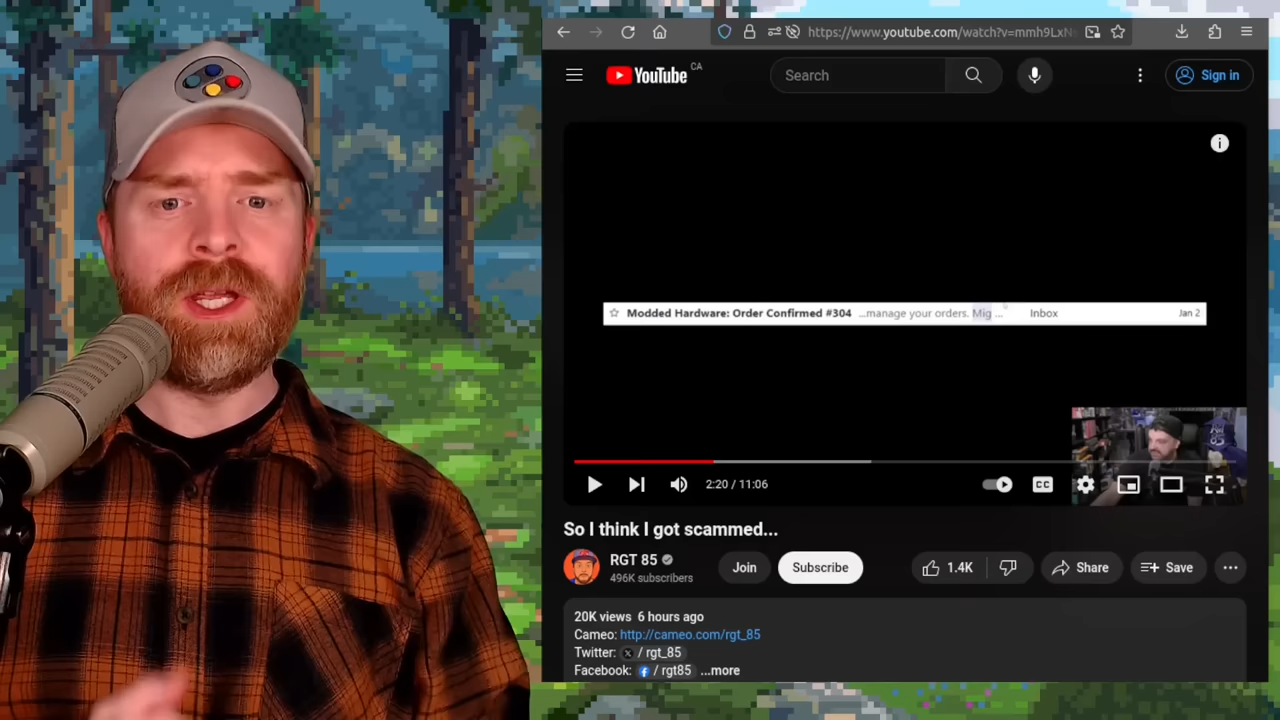 https://www.youtube.com/watch?v=mmh9LxN
YouTube CA
Search
Sign in
Modded Hardware: Order Confirmed #304 ...manage your orders. Mig ... Inbox Jan 2
2:20 / 11:06
CC
So I think I got scammed...
RGT 85
496K subscribers
Join
Subscribe
1.4K
Share
Save
20K views 6 hours ago
Cameo: http://cameo.com/rgt_85
Twitter: X / rgt_85
Facebook: f / rgt85 ...more